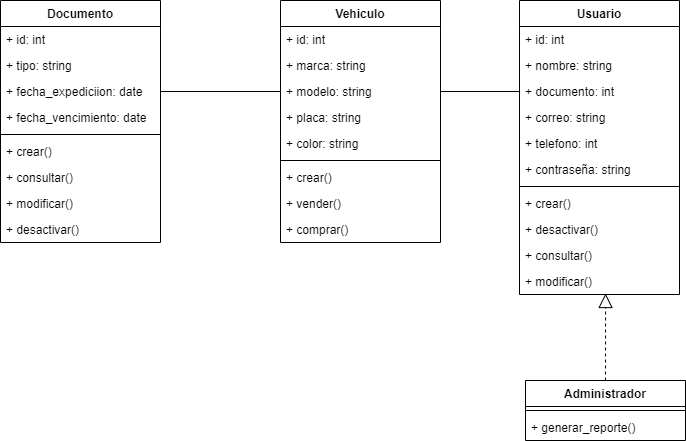 Documento
+ id: int
+ tipo: string
+ fecha_expediciion: date
+ fecha_vencimiento: date
+ crear()
+ consultar()
+ modificar()
+ desactivar()
Vehiculo
+ id: int
+ marca: string
+ modelo: string
+ placa: string
+ color: string
+ crear()
+ vender()
+ comprar()
Usuario
+ id: int
+ nombre: string
+ documento: int
+ correo: string
+ telefono: int
+ contraseña: string
+ crear()
+ desactivar()
+ consultar()
+ modificar()
Administrador
+ generar_reporte()